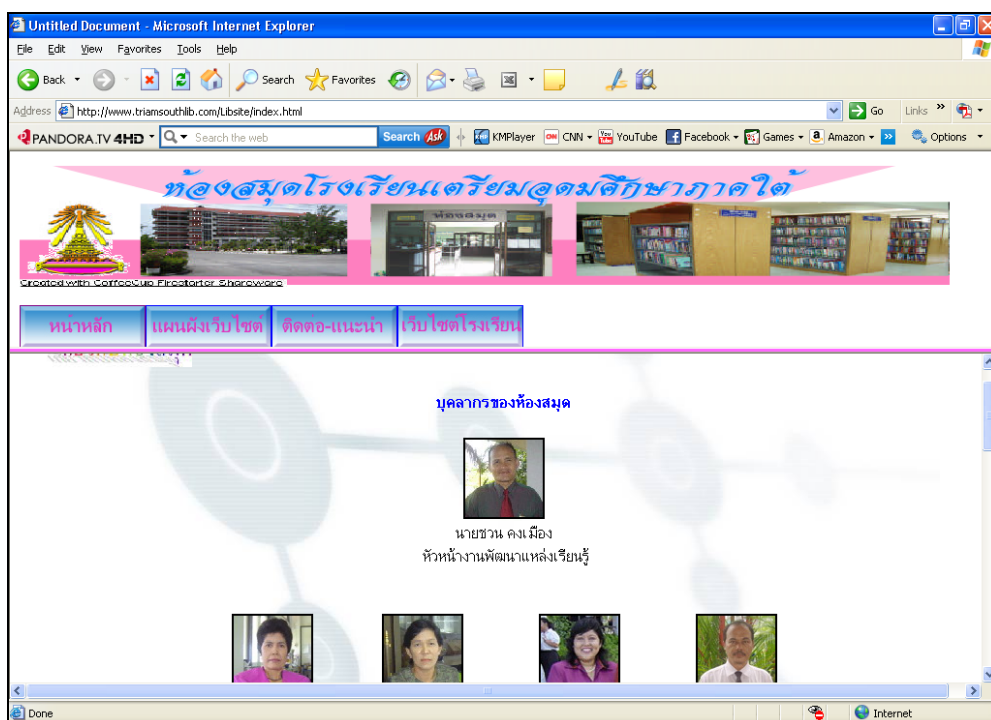 Untitled Document - Microsoft Internet Explorer
File Edit View Favorites Tools Help
Back Search Favorites
Address http://www.triamsouthlib.com/Libsite/index.html Go Links »
PANDORA.TV 4HD Search the web Search Ask KMPlayer CNN YouTube Facebook Games Amazon » Options
ห้องสมุดโรงเรียนเตรียมอุดมศึกษาภาคใต้
ห้องสมุด
Created with CoffeeCup Firestarter Shareware
หน้าหลัก แผนผังเว็บไซต์ ติดต่อ-แนะนำ เว็บไซต์โรงเรียน
บุคลากรของห้องสมุด
นายชวน คงเมือง
หัวหน้างานพัฒนาแหล่งเรียนรู้
Done Internet